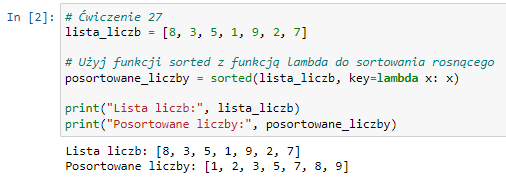 In [2]: # Ćwiczenie 27
lista_liczb = [8, 3, 5, 1, 9, 2, 7]
# Użyj funkcji sorted z funkcją lambda do sortowania rosnącego
posortowane_liczby = sorted(lista_liczb, key=lambda x: x)
print("Lista liczb:", lista_liczb)
print("Posortowane liczby:", posortowane_liczby)
Lista liczb: [8, 3, 5, 1, 9, 2, 7]
Posortowane liczby: [1, 2, 3, 5, 7, 8, 9]